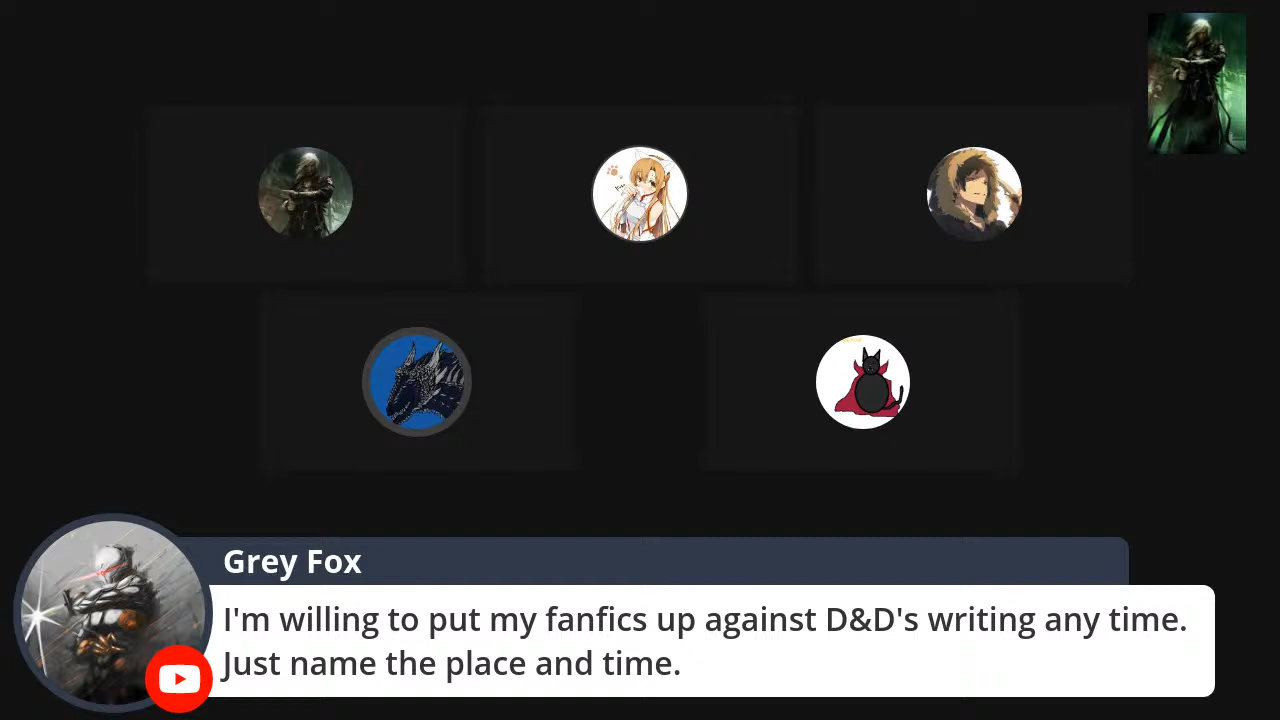 Grey Fox
I'm willing to put my fanfics up against D&D's writing any time.
Just name the place and time.